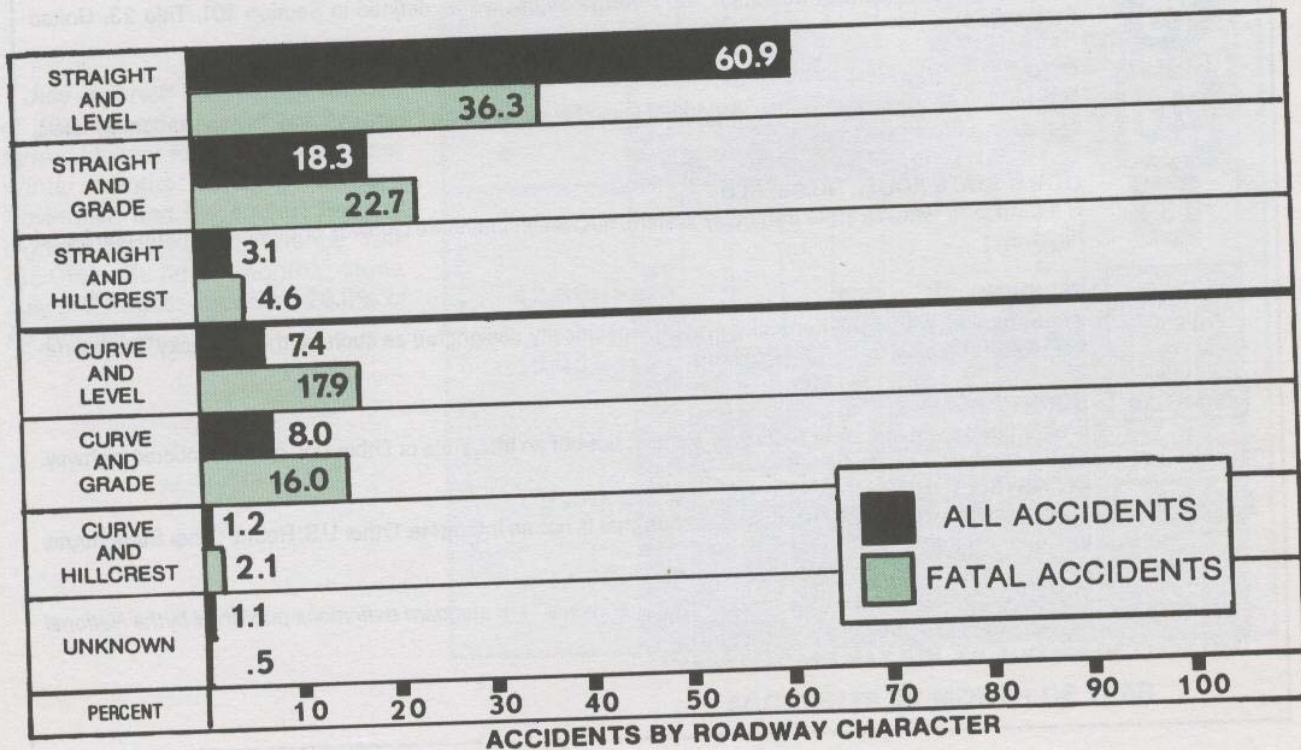 STRAIGHT
AND
LEVEL
60.9
36.3
STRAIGHT
AND
GRADE
18.3
22.7
STRAIGHT
AND
HILLCREST
3.1
4.6
CURVE
AND
LEVEL
7.4
17.9
CURVE
AND
GRADE
8.0
16.0
CURVE
AND
HILLCREST
1.2
2.1
UNKNOWN
1.1
.5
ALL ACCIDENTS
FATAL ACCIDENTS
PERCENT
10 20 30 40 50 60 70 80 90 100
ACCIDENTS BY ROADWAY CHARACTER